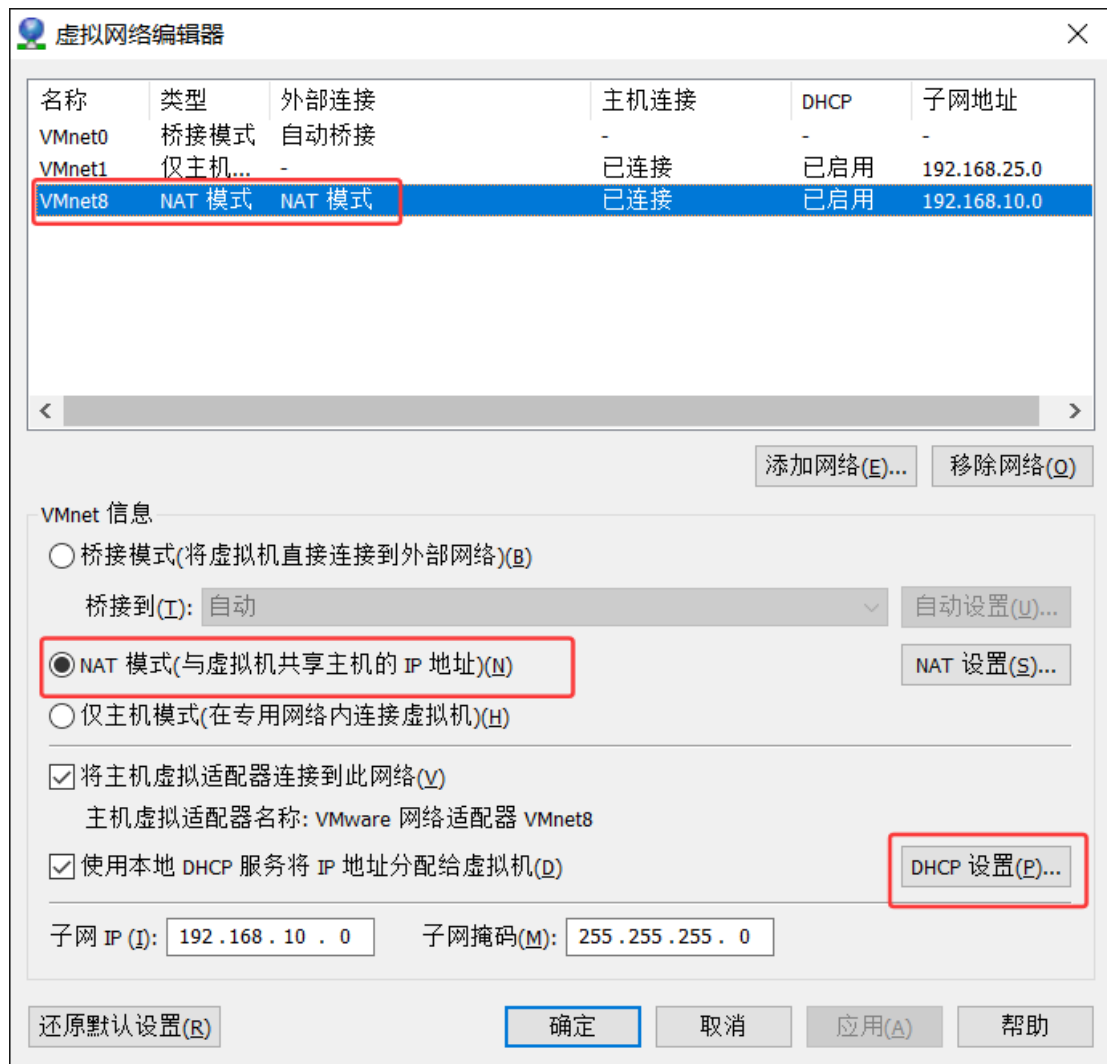 虚拟网络编辑器
名称 类型 外部连接 主机连接 DHCP 子网地址
VMnet0 桥接模式 自动桥接 - - -
VMnet1 仅主机... - 已连接 已启用 192.168.25.0
VMnet8 NAT 模式 NAT 模式 已连接 已启用 192.168.10.0
添加网络(E)... 移除网络(O)
VMnet 信息
桥接模式(将虚拟机直接连接到外部网络)(B)
桥接到(T): 自动 自动设置(U)...
NAT 模式(与虚拟机共享主机的 IP 地址)(N) NAT 设置(S)...
仅主机模式(在专用网络内连接虚拟机)(H)
将主机虚拟适配器连接到此网络(V)
主机虚拟适配器名称: VMware 网络适配器 VMnet8
使用本地 DHCP 服务将 IP 地址分配给虚拟机(D) DHCP 设置(P)...
子网 IP (I): 192.168.10 . 0 子网掩码(M): 255.255.255. 0
还原默认设置(R) 确定 取消 应用(A) 帮助